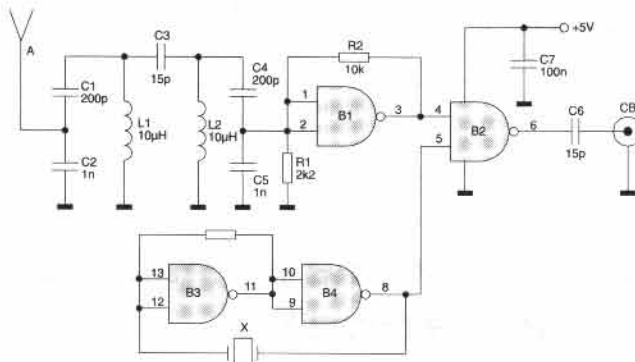 A
C1
200p
C2
1n
L1
10µH
C3
15p
L2
10µH
C4
200p
C5
1n
R1
2k2
R2
10k
1
2
B1
3
4
5
B2
6
+5V
C7
100n
C6
15p
CB
13
12
B3
11
10
9
B4
8
X